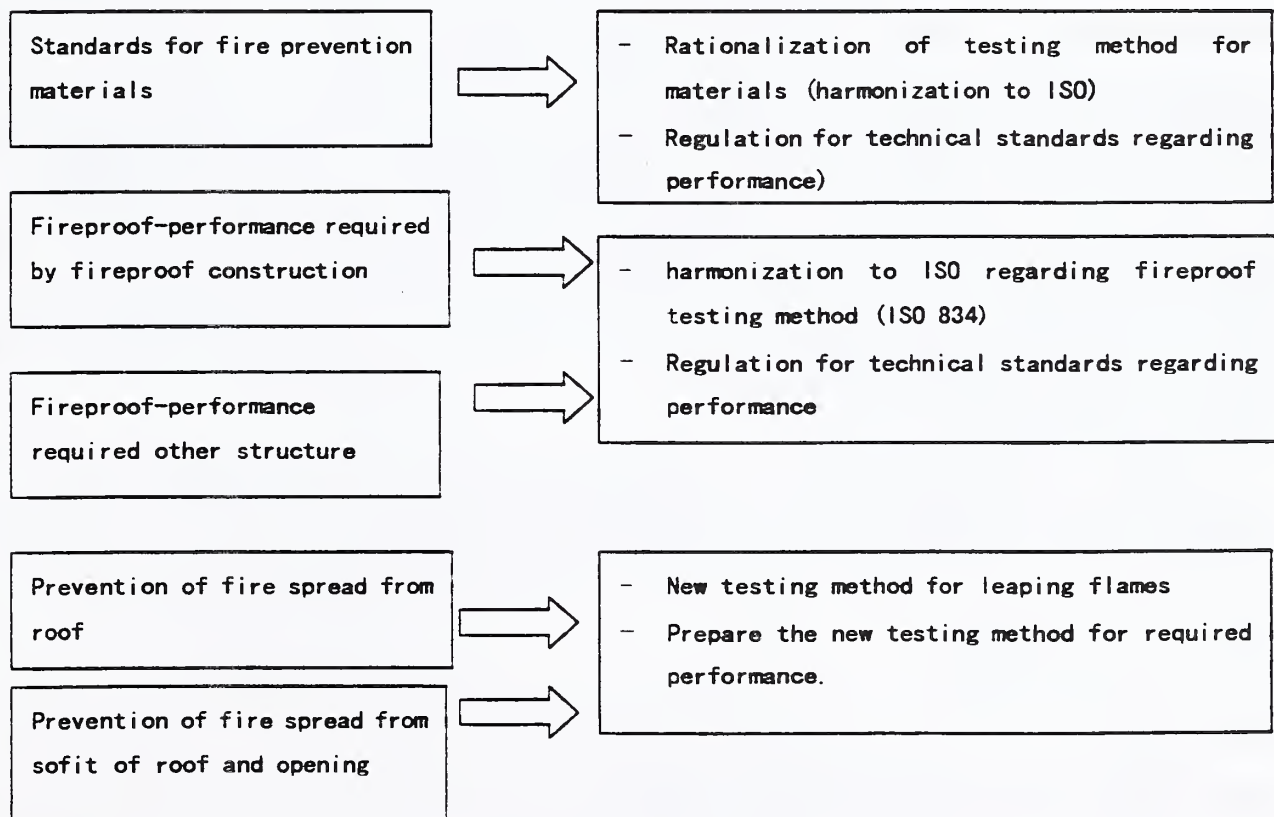 Standards for fire prevention
materials
- Rationalization of testing method for
materials (harmonization to ISO)
- Regulation for technical standards regarding
performance)
Fireproof-performance required
by fireproof construction
Fireproof-performance
required other structure
- harmonization to ISO regarding fireproof
testing method (ISO 834)
- Regulation for technical standards regarding
performance
Prevention of fire spread from
roof
Prevention of fire spread from
sofit of roof and opening
- New testing method for leaping flames
- Prepare the new testing method for required
performance.